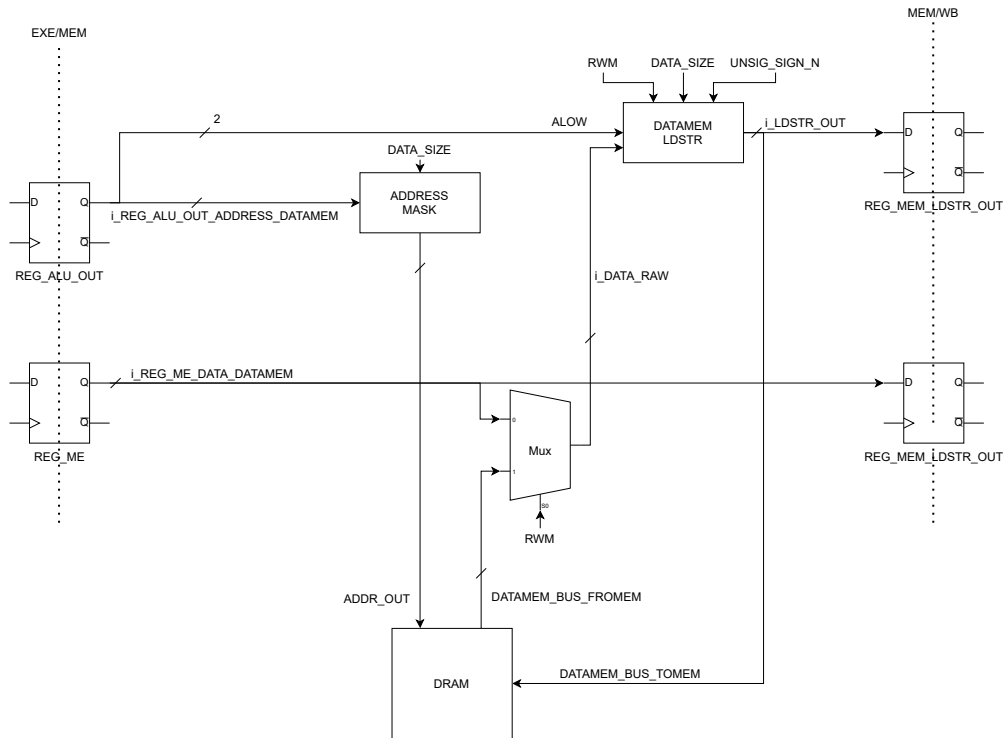 EXE/MEM
MEM/WB
RWM
DATA_SIZE
UNSIG_SIGN_N
2
ALOW
DATAMEM
LDSTR
i_LDSTR_OUT
D
Q
Q
REG_MEM_LDSTR_OUT
DATA_SIZE
ADDRESS
MASK
D
Q
Q
i_REG_ALU_OUT_ADDRESS_DATAMEM
REG_ALU_OUT
i_DATA_RAW
D
Q
Q
i_REG_ME_DATA_DATAMEM
REG_ME
D
Q
Q
REG_MEM_LDSTR_OUT
0
Mux
1
S0
RWM
ADDR_OUT
DATAMEM_BUS_FROMEM
DRAM
DATAMEM_BUS_TOMEM